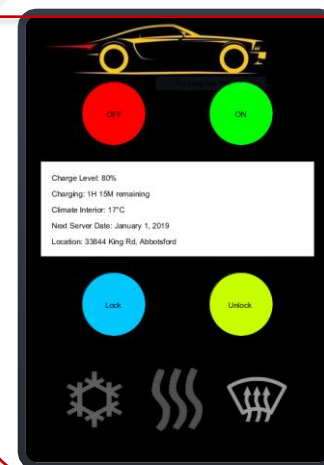 OFF
ON
Charge Level: 80%
Charging: 1H 15M remaining
Climate Interior: 17°C
Next Server Date: January 1, 2019
Location: 33844 King Rd, Abbotsford
Lock
Unlock